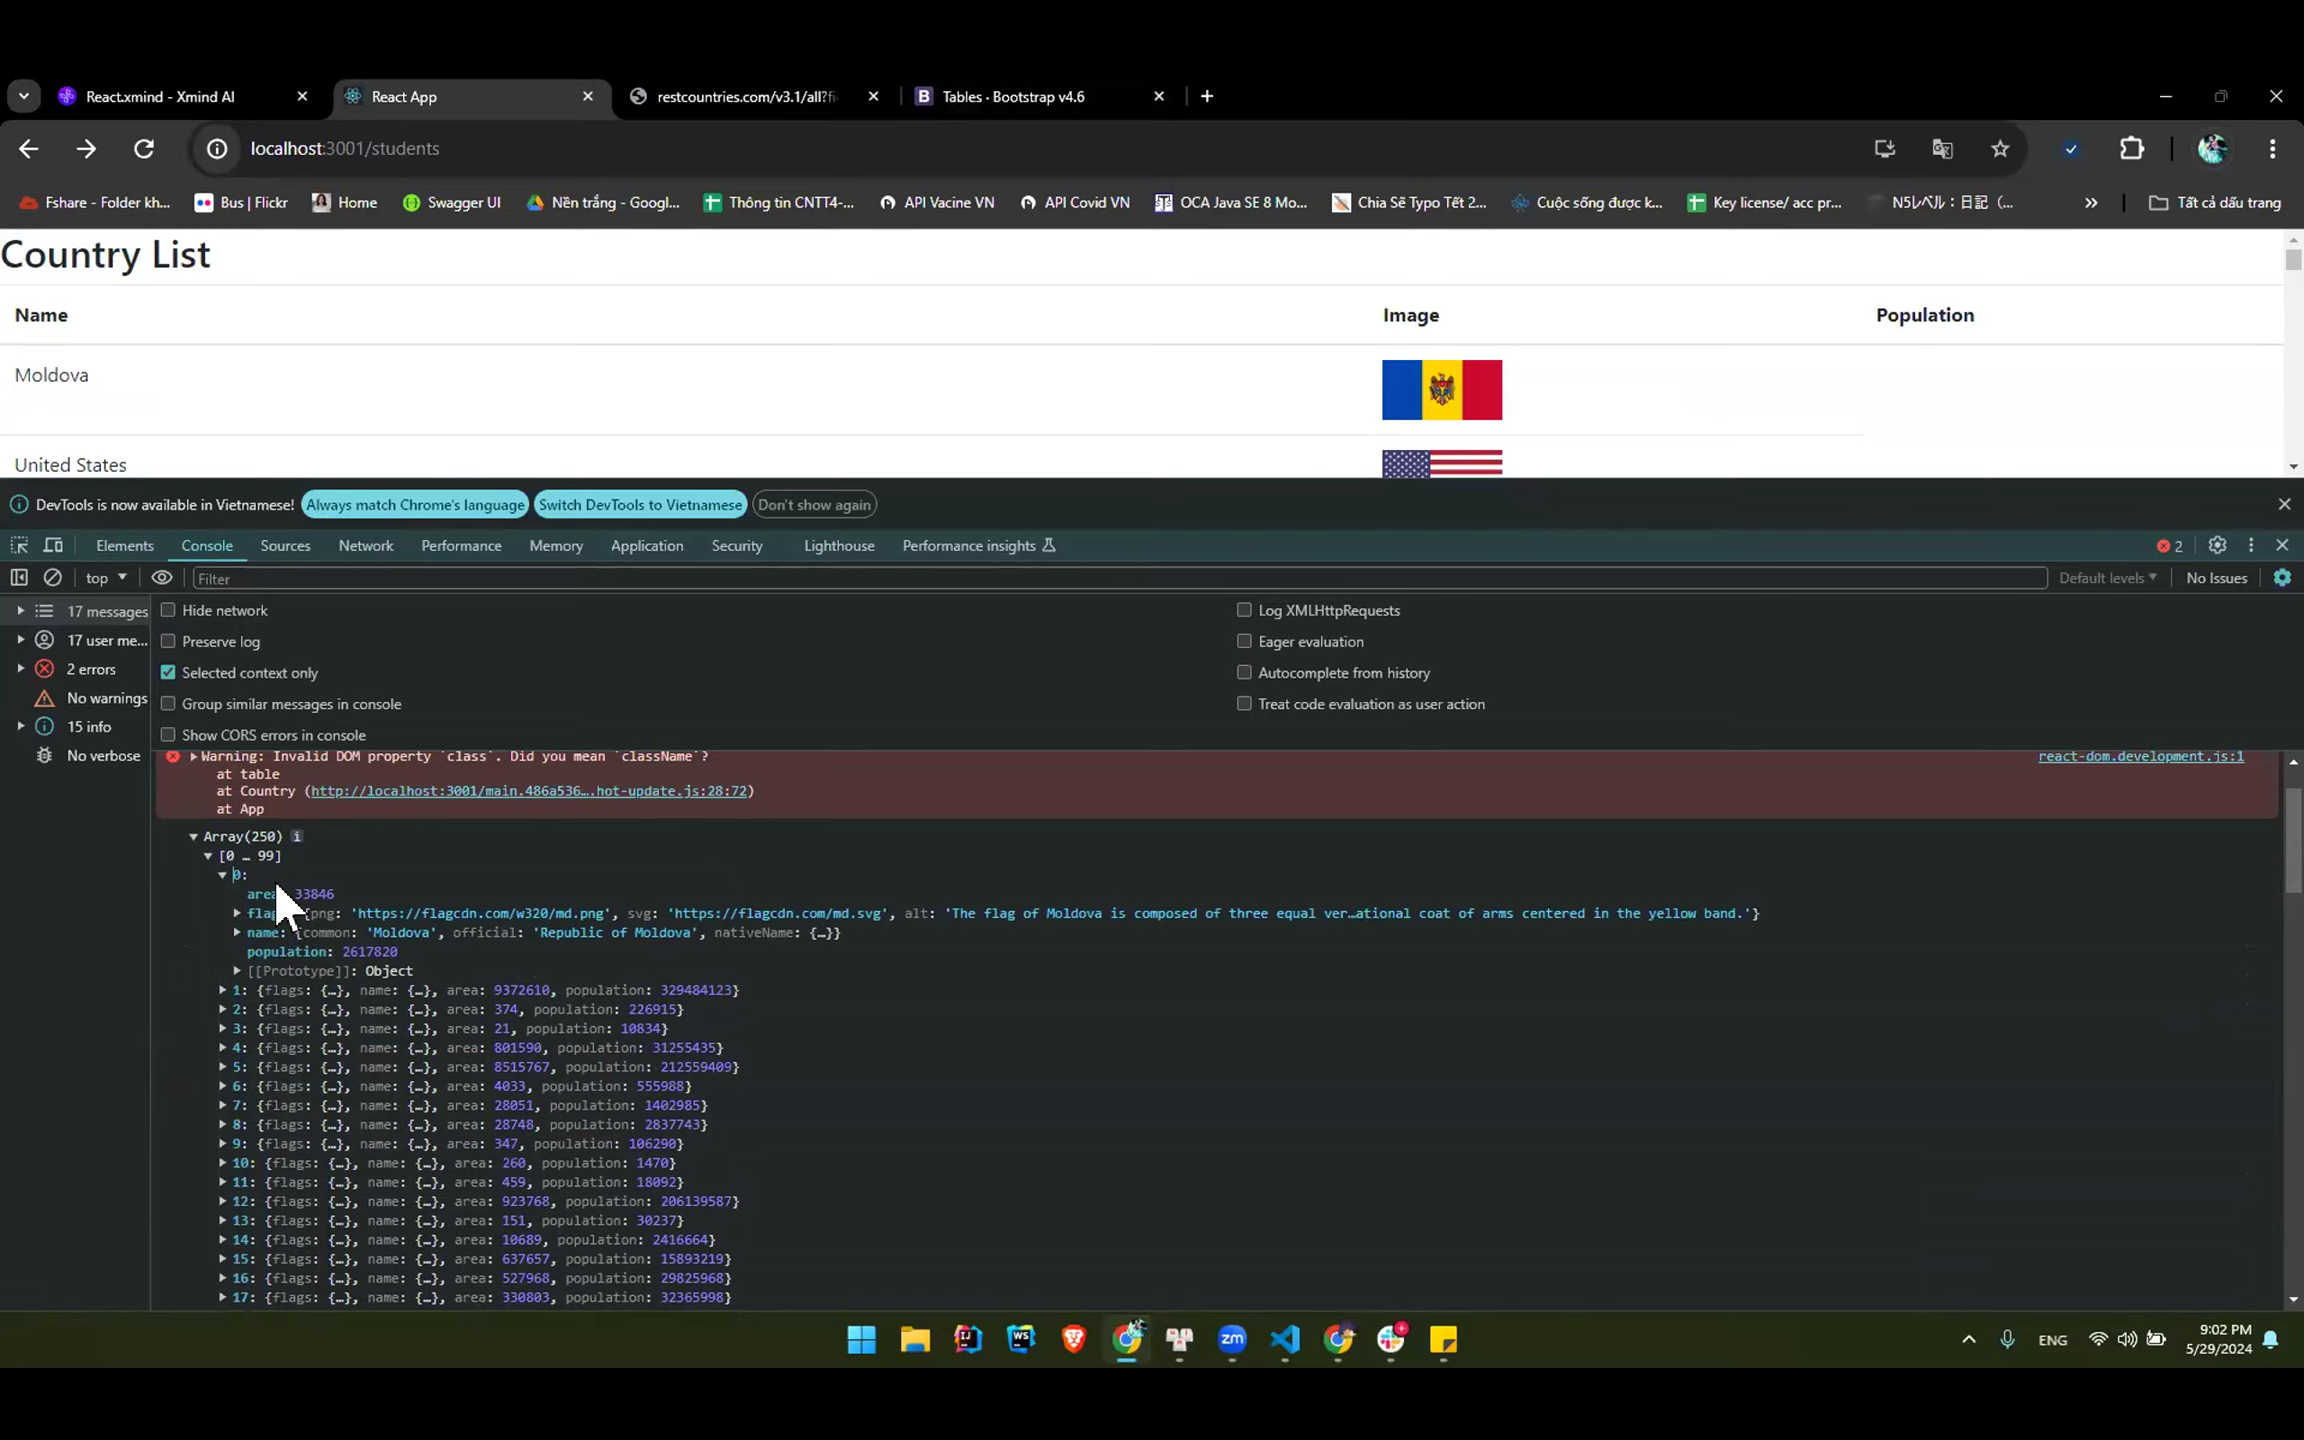 React.xmind - Xmind AI
React App
restcountries.com/v3.1/all?fi
B Tables · Bootstrap v4.6
localhost:3001/students
Fshare - Folder kh...
Bus | Flickr
Home
Swagger UI
Nền trắng - Googl...
Thông tin CNTT4-...
API Vacine VN
API Covid VN
OCA Java SE 8 Mo...
Chia Sẽ Typo Tết 2...
Cuộc sống được k...
Key license/ acc pr...
N5レベル：日記（...
Tất cả dấu trang
Country List
Name Image Population
Moldova
United States
DevTools is now available in Vietnamese! Always match Chrome's language Switch DevTools to Vietnamese Don't show again
Elements Console Sources Network Performance Memory Application Security Lighthouse Performance insights 2
top Filter Default levels No Issues
17 messages
17 user me...
2 errors
No warnings
15 info
No verbose
Hide network
Preserve log
Selected context only
Group similar messages in console
Show CORS errors in console
Log XMLHttpRequests
Eager evaluation
Autocomplete from history
Treat code evaluation as user action
Warning: Invalid DOM property `class`. Did you mean `className`? react-dom.development.js:1
at table
at Country (http://localhost:3001/main.486a536….hot-update.js:28:72)
at App
Array(250) i
[0 … 99]
0:
area 33846
flag {png: 'https://flagcdn.com/w320/md.png', svg: 'https://flagcdn.com/md.svg', alt: 'The flag of Moldova is composed of three equal ver…ational coat of arms centered in the yellow band.'}
name: {common: 'Moldova', official: 'Republic of Moldova', nativeName: {…}}
population: 2617820
[[Prototype]]: Object
1: {flags: {…}, name: {…}, area: 9372610, population: 329484123}
2: {flags: {…}, name: {…}, area: 374, population: 226915}
3: {flags: {…}, name: {…}, area: 21, population: 10834}
4: {flags: {…}, name: {…}, area: 801590, population: 31255435}
5: {flags: {…}, name: {…}, area: 8515767, population: 212559409}
6: {flags: {…}, name: {…}, area: 4033, population: 555988}
7: {flags: {…}, name: {…}, area: 28051, population: 1402985}
8: {flags: {…}, name: {…}, area: 28748, population: 2837743}
9: {flags: {…}, name: {…}, area: 347, population: 106290}
10: {flags: {…}, name: {…}, area: 260, population: 1470}
11: {flags: {…}, name: {…}, area: 459, population: 18092}
12: {flags: {…}, name: {…}, area: 923768, population: 206139587}
13: {flags: {…}, name: {…}, area: 151, population: 30237}
14: {flags: {…}, name: {…}, area: 10689, population: 2416664}
15: {flags: {…}, name: {…}, area: 637657, population: 15893219}
16: {flags: {…}, name: {…}, area: 527968, population: 29825968}
17: {flags: {…}, name: {…}, area: 330803, population: 32365998}
IJ
WS
zm
ENG
9:02 PM
5/29/2024